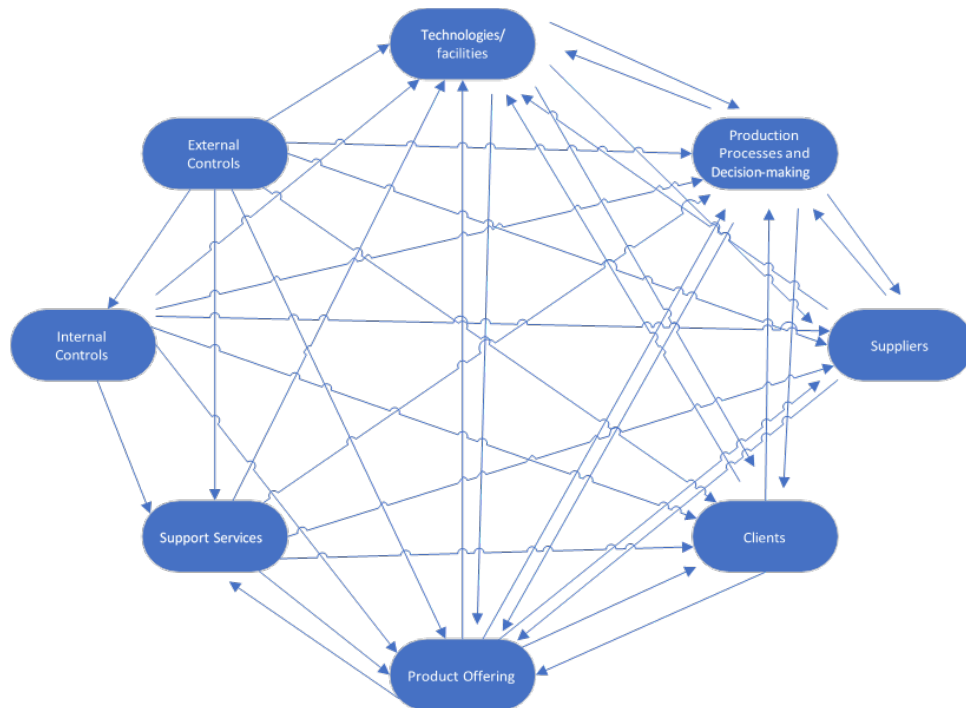 Technologies/
facilities
External
Controls
Production
Processes and
Decision-making
Internal
Controls
Suppliers
Support Services
Clients
Product Offering